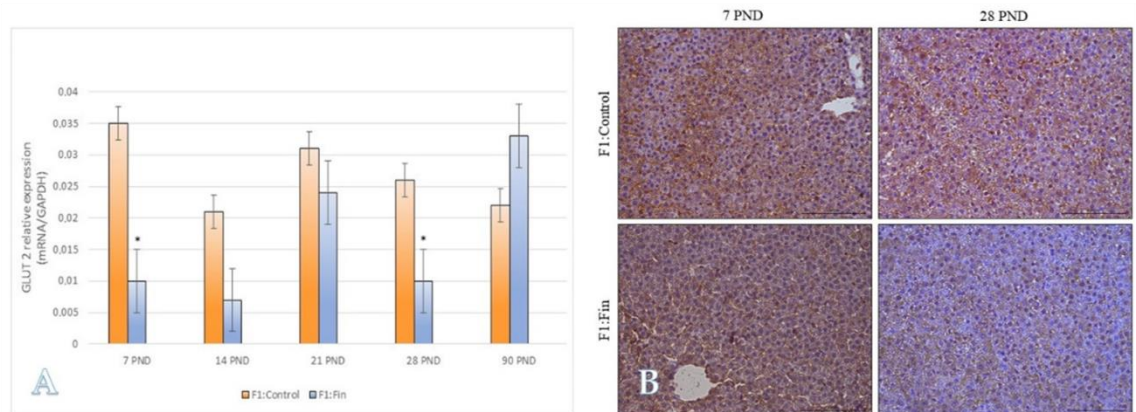 GLUT 2 relative expression
(mRNA/GAPDH)
0,04
0,035
0,03
0,025
0,02
0,015
0,01
0,005
0
*
*
7 PND
14 PND
21 PND
28 PND
90 PND
F1:Control
F1:Fin
A
7 PND
28 PND
F1:Control
F1:Fin
B